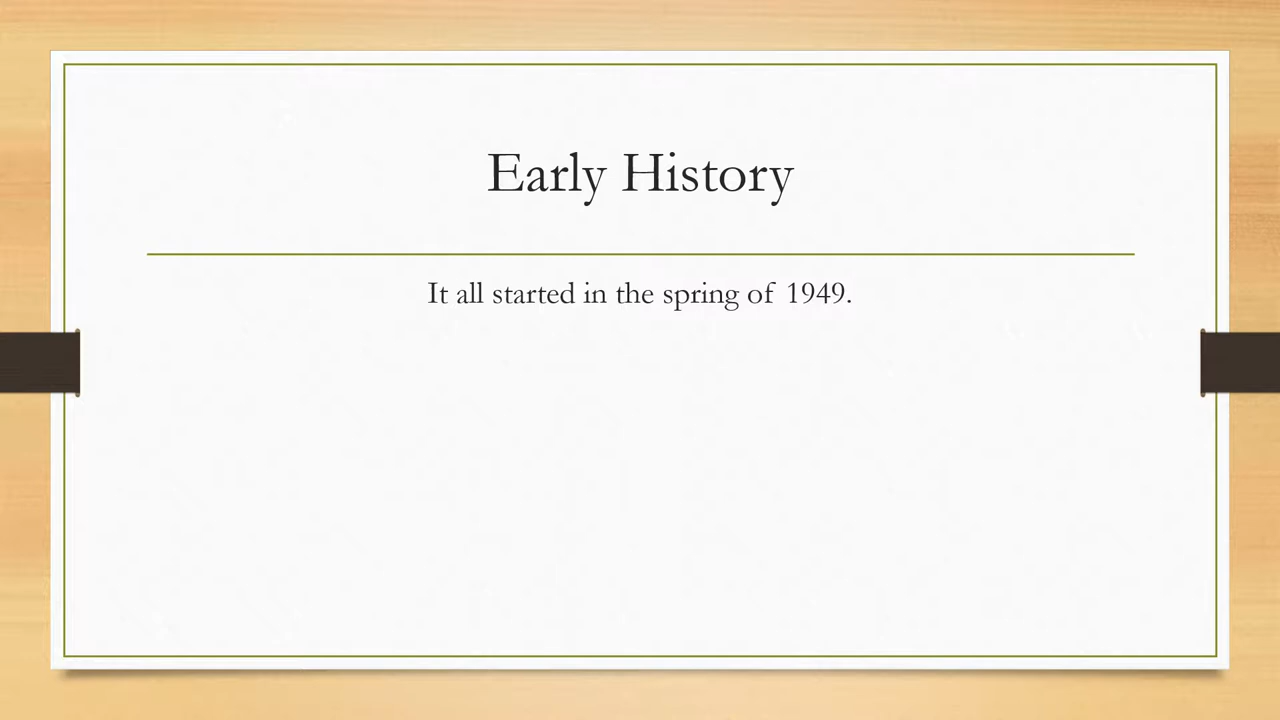 Early History
It all started in the spring of 1949.